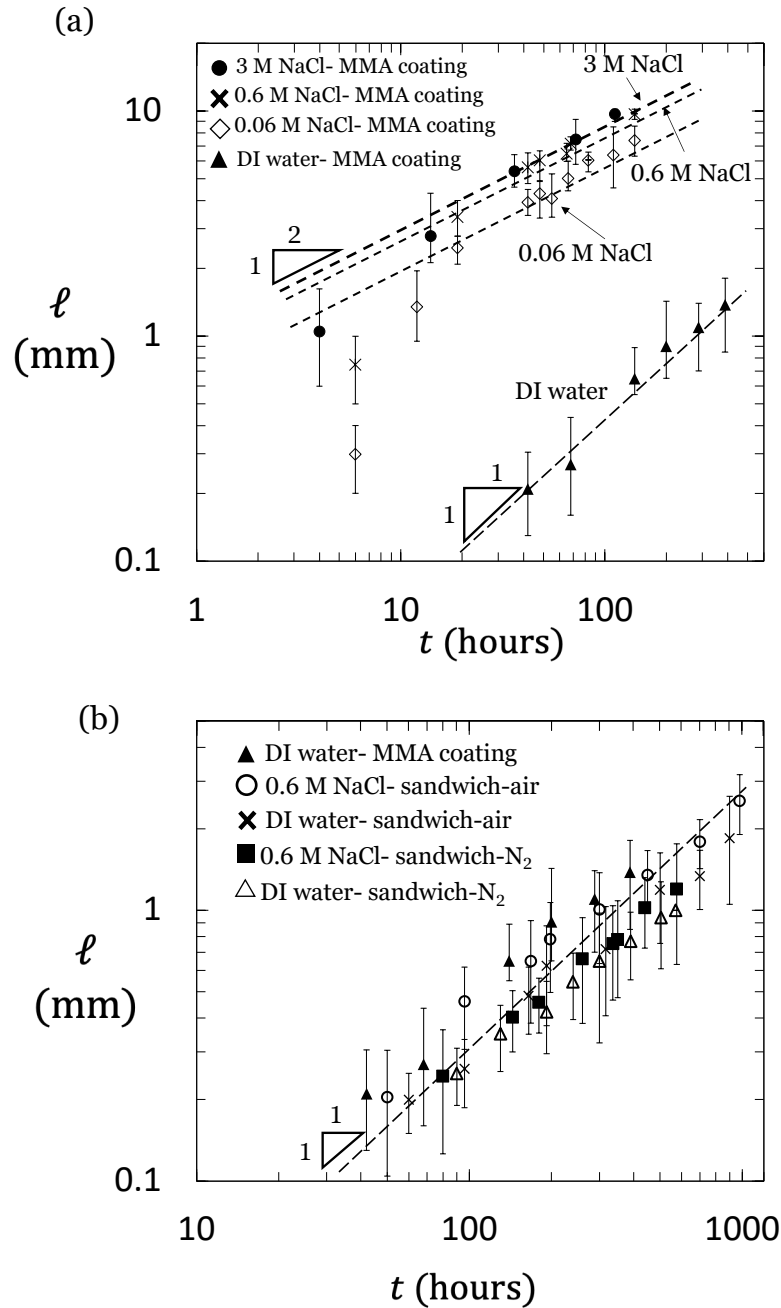 (a)
3 M NaCl- MMA coating
0.6 M NaCl- MMA coating
0.06 M NaCl- MMA coating
DI water- MMA coating
3 M NaCl
0.6 M NaCl
0.06 M NaCl
DI water
2
1
1
1
10
1
0.1
ℓ
(mm)
1
10
100
t (hours)
(b)
DI water- MMA coating
0.6 M NaCl- sandwich-air
DI water- sandwich-air
0.6 M NaCl- sandwich-N₂
DI water- sandwich-N₂
1
1
1
0.1
ℓ
(mm)
10
100
1000
t (hours)